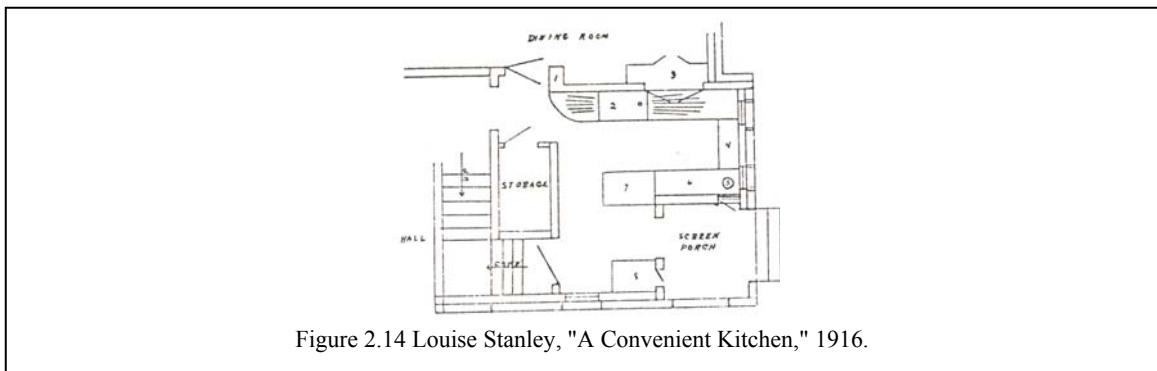 DINING ROOM
1
3
2
4
STORAGE
7
6
5
HALL
SCREEN
PORCH
Figure 2.14 Louise Stanley, "A Convenient Kitchen," 1916.